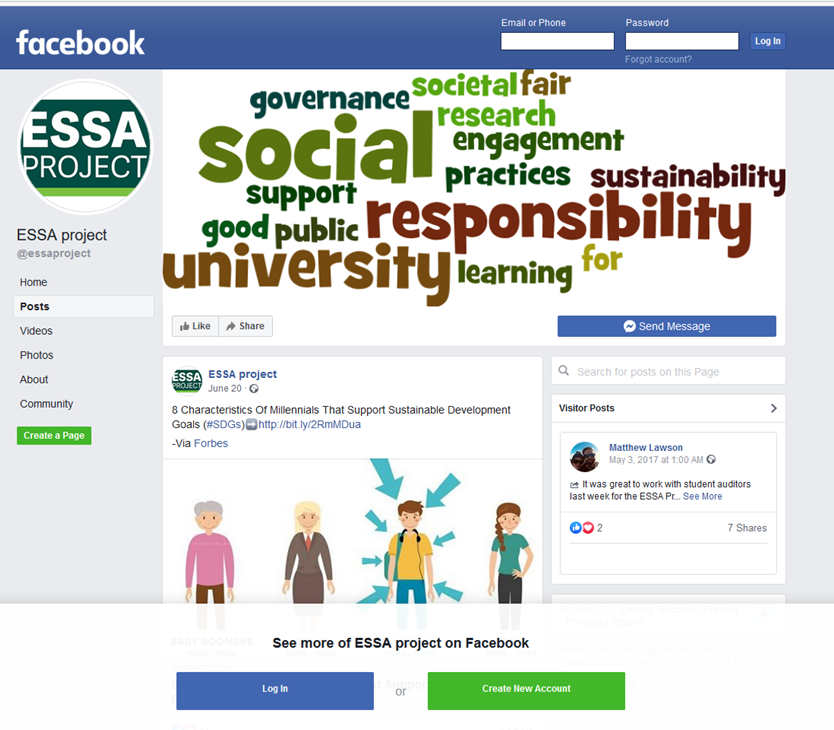 Email or Phone
Password
facebook
Log In
Forgot account?
ESSA
PROJECT
governance
societal
fair
research
social
engagement
practices
sustainability
support
responsibility
good
public
university
learning
for
ESSA project
@essaproject
Home
Posts
Videos
Photos
About
Community
Create a Page
Like
Share
Send Message
ESSA
PROJECT
ESSA project
June 20 ·
8 Characteristics Of Millennials That Support Sustainable Development
Goals (#SDGs)➡http://bit.ly/2RmMDua
-Via Forbes
BABY BOOMERS
Search for posts on this Page
Visitor Posts
Matthew Lawson
May 3, 2017 at 1:00 AM
It was great to work with student auditors
last week for the ESSA Pr... See More
2
7 Shares
See more of ESSA project on Facebook
Log In
or
Create New Account